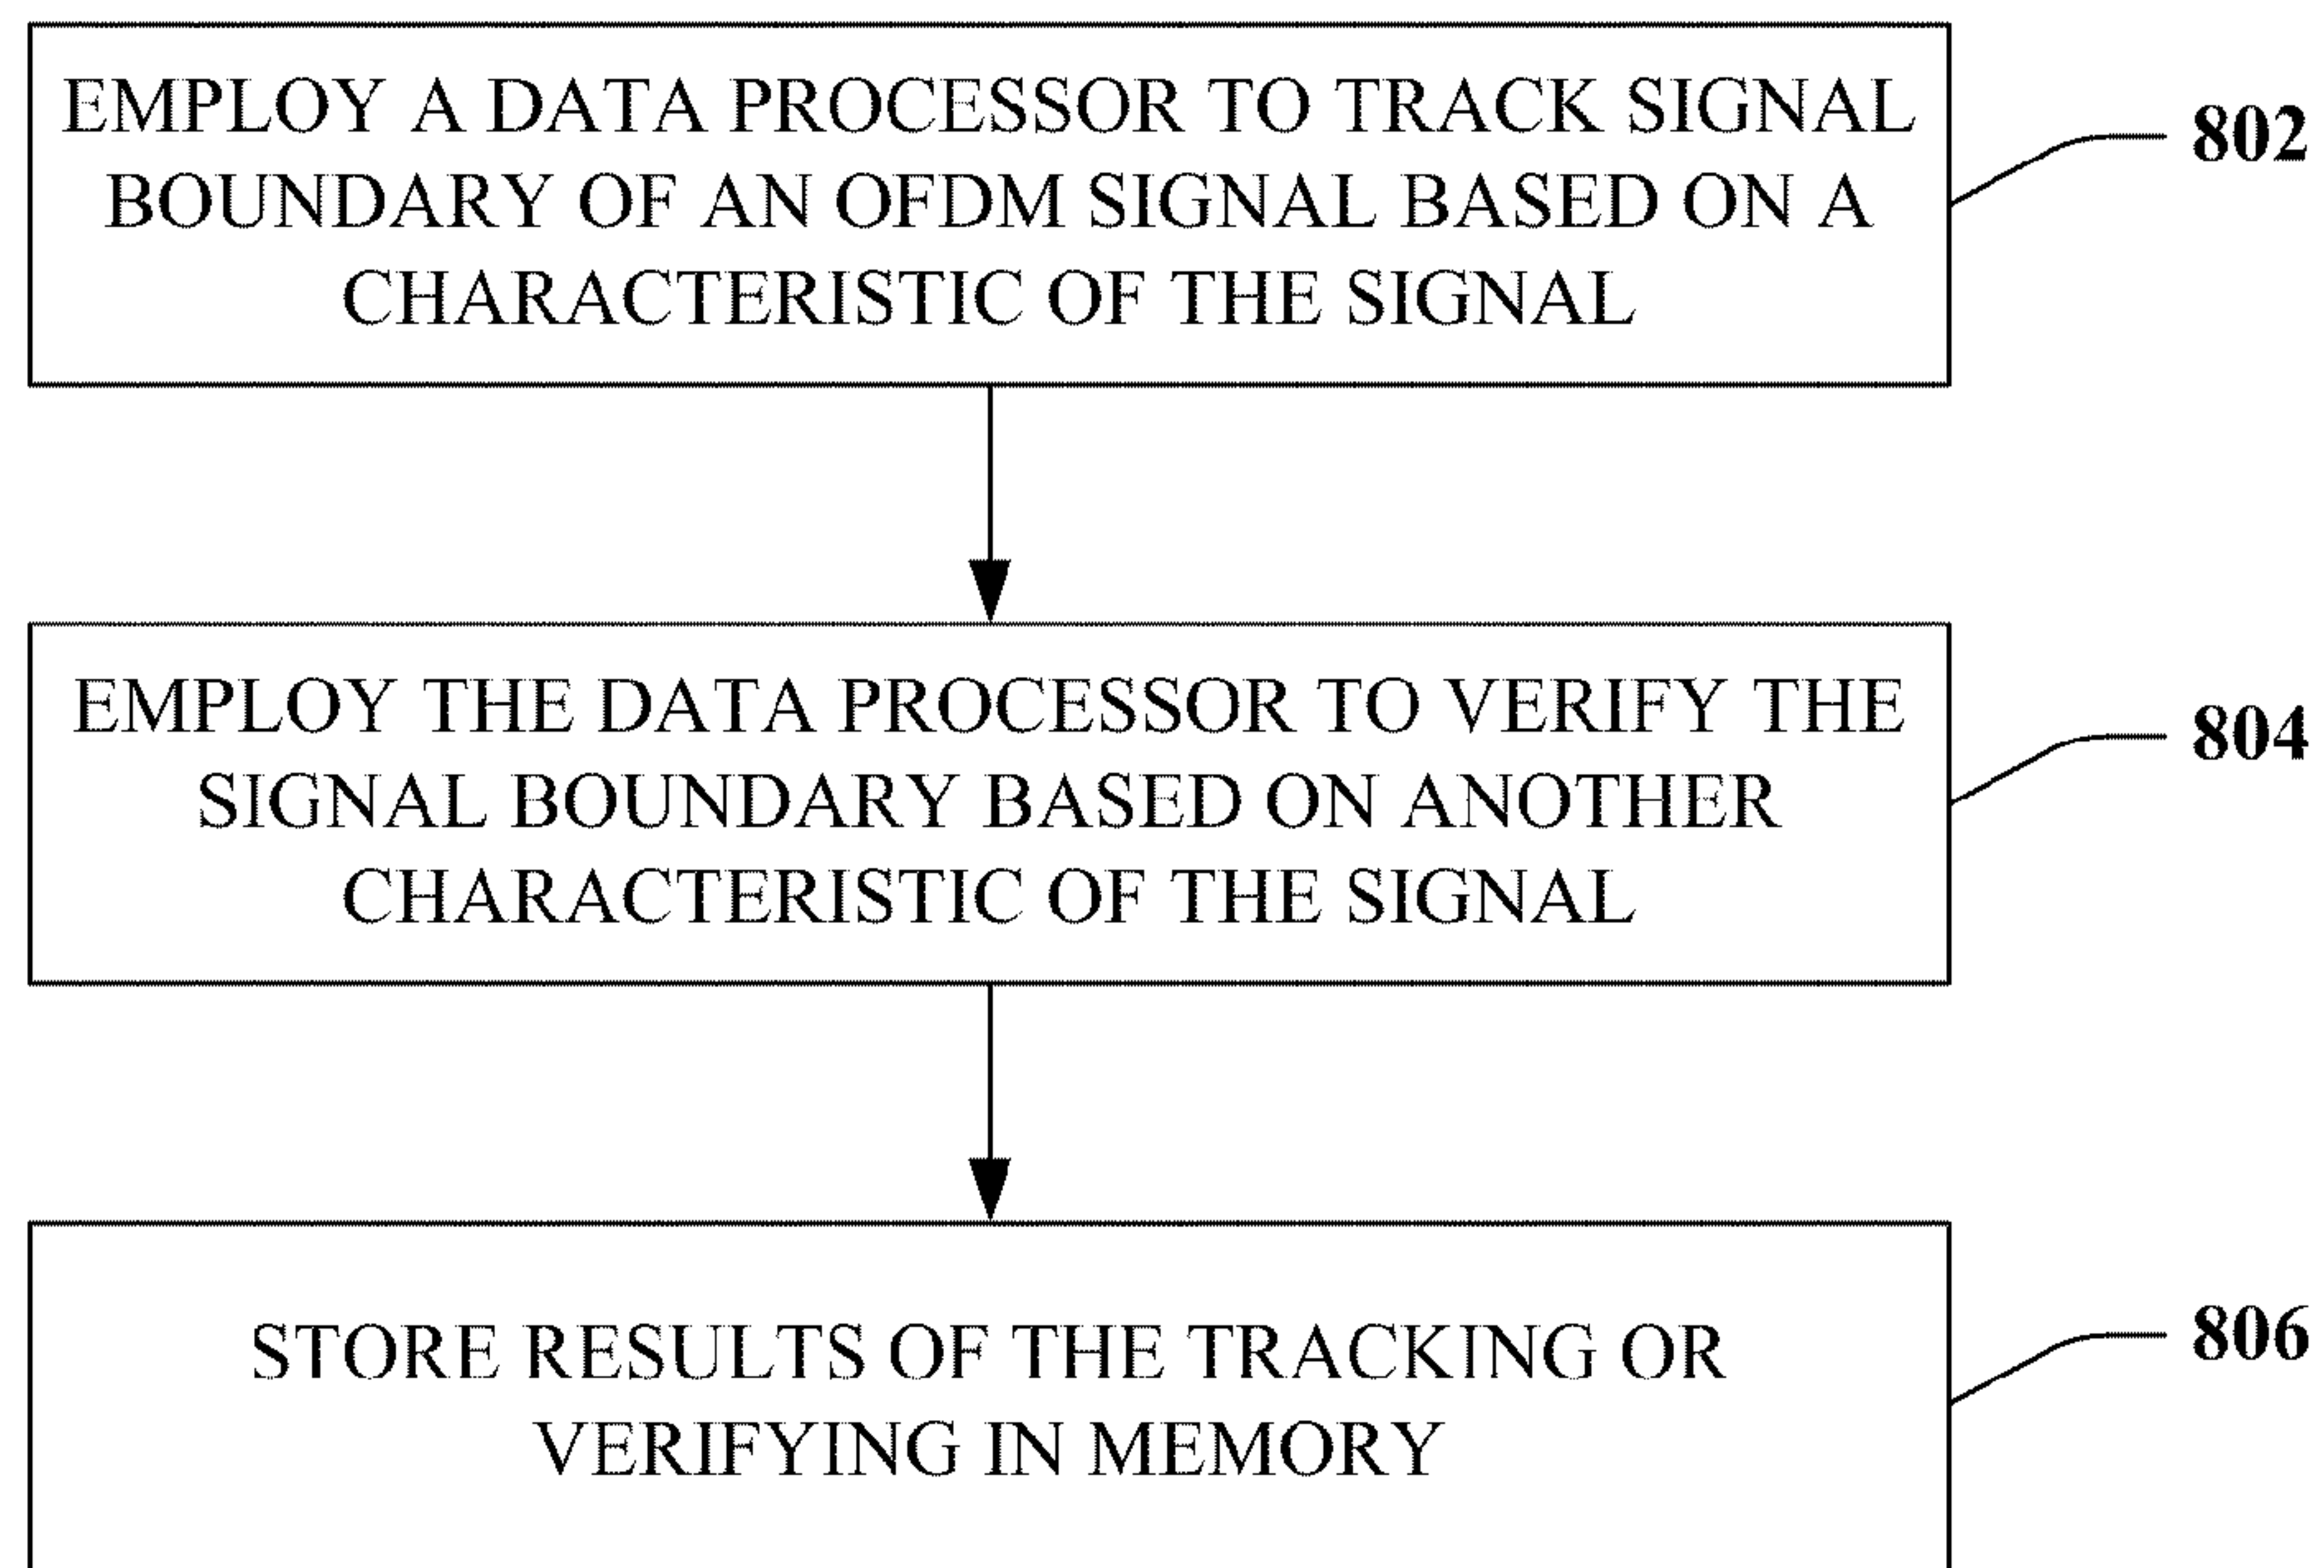 EMPLOY A DATA PROCESSOR TO TRACK SIGNAL
BOUNDARY OF AN OFDM SIGNAL BASED ON A
CHARACTERISTIC OF THE SIGNAL
802
EMPLOY THE DATA PROCESSOR TO VERIFY THE
SIGNAL BOUNDARY BASED ON ANOTHER
CHARACTERISTIC OF THE SIGNAL
804
STORE RESULTS OF THE TRACKING OR
VERIFYING IN MEMORY
806